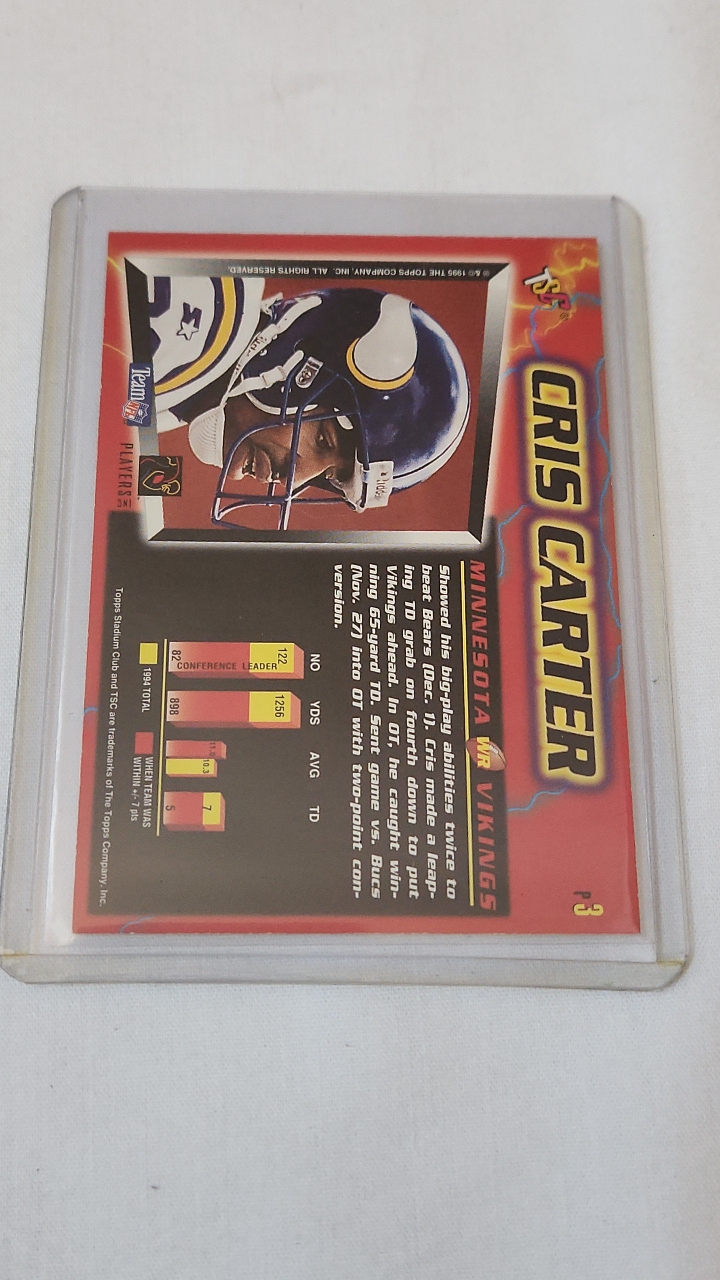 TSC®
CRIS CARTER
P 3
® & © 1995 THE TOPPS COMPANY, INC. ALL RIGHTS RESERVED.
Team
NFL
PLAYERS
INC
MINNESOTA WR VIKINGS
Showed his big-play abilities twice to
beat Bears (Dec. 1). Cris made a leap-
ing TD grab on fourth down to put
Vikings ahead. In OT, he caught win-
ning 65-yard TD. Sent game vs. Bucs
(Nov. 27) into OT with two-point con-
version.
NO YDS AVG TD
122 1256 10.3 7
82 898 11.0 5
CONFERENCE LEADER
1994 TOTAL
WHEN TEAM WAS
WITHIN +/- 7 pts
Topps Stadium Club and TSC are trademarks of The Topps Company, Inc.